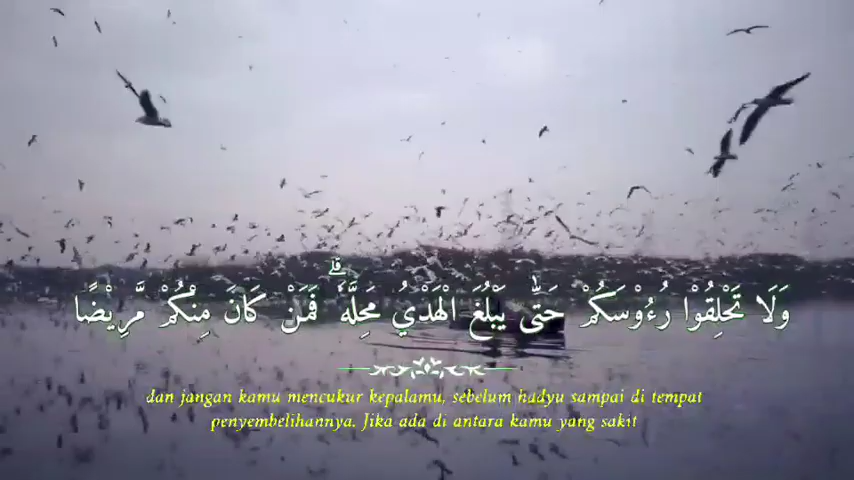 وَلَا تَحْلِقُوْا رُءُوْسَكُمْ حَتّٰى يَبْلُغَ الْهَدْيُ مَحِلَّهٗ ۗ فَمَنْ كَانَ مِنْكُمْ مَّرِيْضًا
dan jangan kamu mencukur kepalamu, sebelum hadyu sampai di tempat
penyembelihannya. Jika ada di antara kamu yang sakit